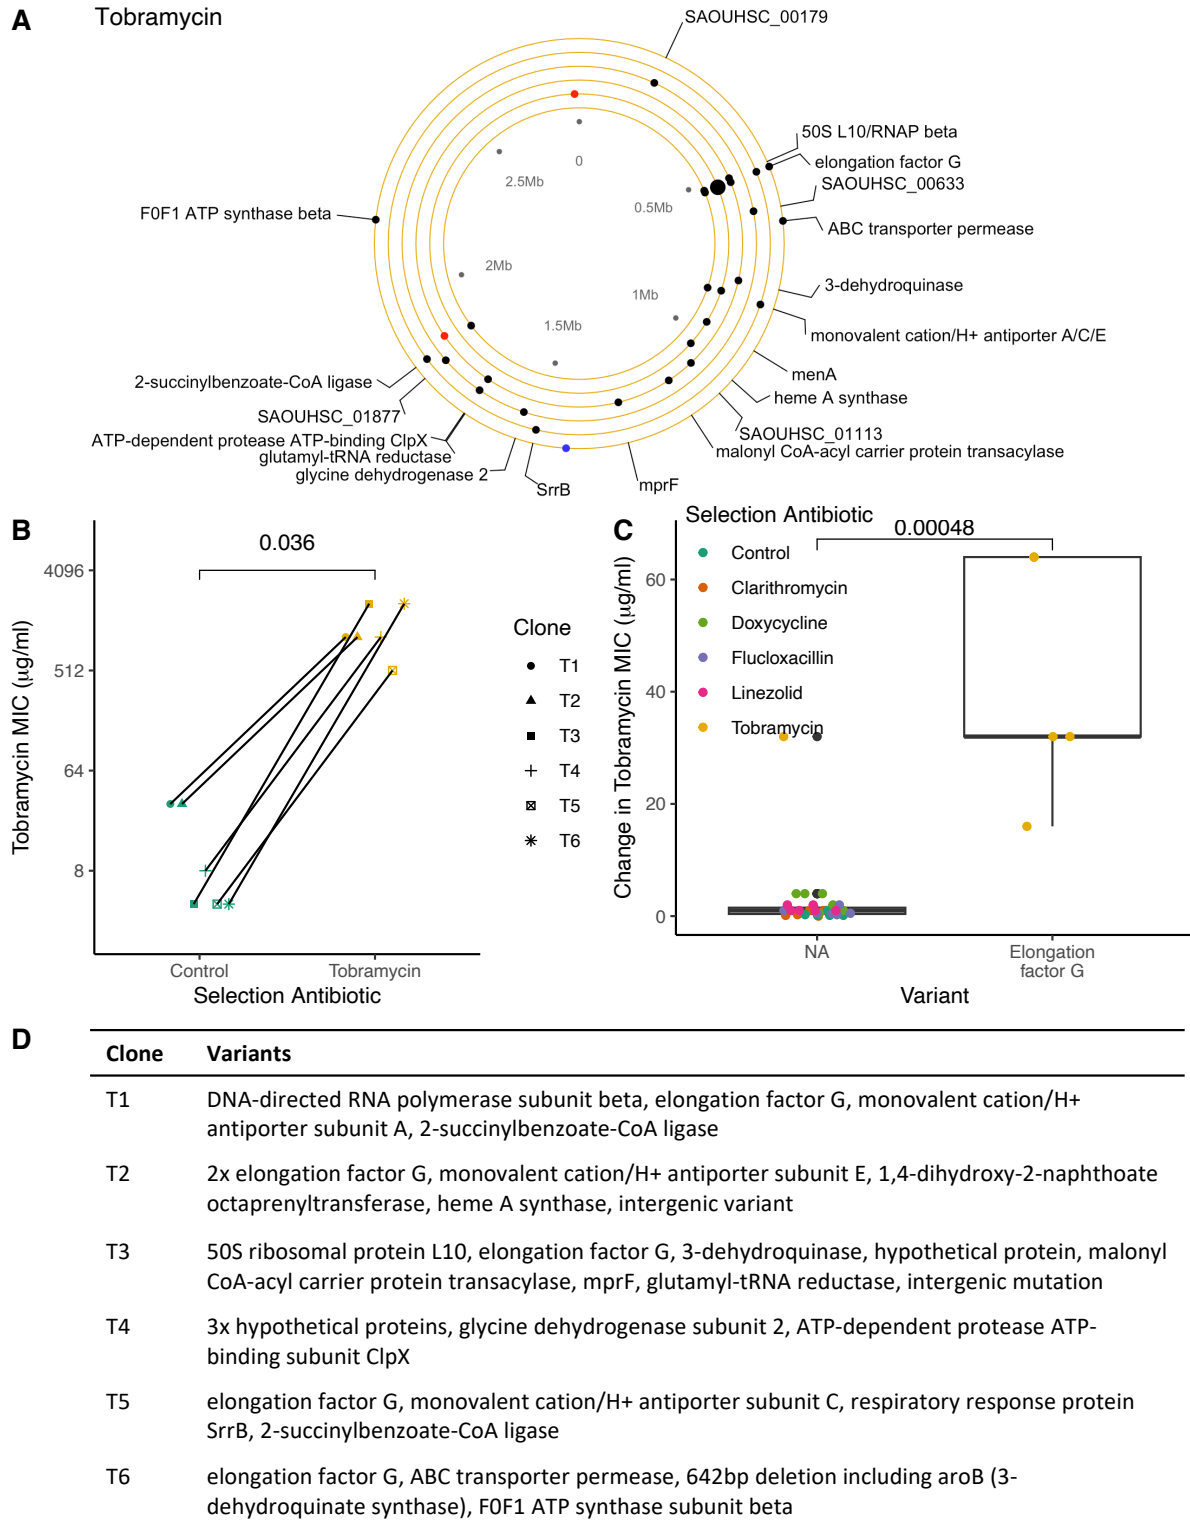 A
Tobramycin
SAOUHSC_00179
50S L10/RNAP beta
elongation factor G
SAOUHSC_00633
ABC transporter permease
3-dehydroquinase
monovalent cation/H+ antiporter A/C/E
menA
heme A synthase
SAOUHSC_01113
malonyl CoA-acyl carrier protein transacylase
mprF
SrrB
glycine dehydrogenase 2
glutamyl-tRNA reductase
ATP-dependent protease ATP-binding ClpX
SAOUHSC_01877
2-succinylbenzoate-CoA ligase
F0F1 ATP synthase beta
0
0.5Mb
1Mb
1.5Mb
2Mb
2.5Mb
B
Tobramycin MIC (µg/ml)
4096
512
64
8
0.036
Control
Tobramycin
Selection Antibiotic
Clone
T1
T2
T3
T4
T5
T6
C
Selection Antibiotic
Control
Clarithromycin
Doxycycline
Flucloxacillin
Linezolid
Tobramycin
0.00048
Change in Tobramycin MIC (µg/ml)
60
40
20
0
NA
Elongation
factor G
Variant
D
Clone Variants
T1 DNA-directed RNA polymerase subunit beta, elongation factor G, monovalent cation/H+
antiporter subunit A, 2-succinylbenzoate-CoA ligase
T2 2x elongation factor G, monovalent cation/H+ antiporter subunit E, 1,4-dihydroxy-2-naphthoate
octaprenyltransferase, heme A synthase, intergenic variant
T3 50S ribosomal protein L10, elongation factor G, 3-dehydroquinase, hypothetical protein, malonyl
CoA-acyl carrier protein transacylase, mprF, glutamyl-tRNA reductase, intergenic mutation
T4 3x hypothetical proteins, glycine dehydrogenase subunit 2, ATP-dependent protease ATP-
binding subunit ClpX
T5 elongation factor G, monovalent cation/H+ antiporter subunit C, respiratory response protein
SrrB, 2-succinylbenzoate-CoA ligase
T6 elongation factor G, ABC transporter permease, 642bp deletion including aroB (3-
dehydroquinate synthase), F0F1 ATP synthase subunit beta